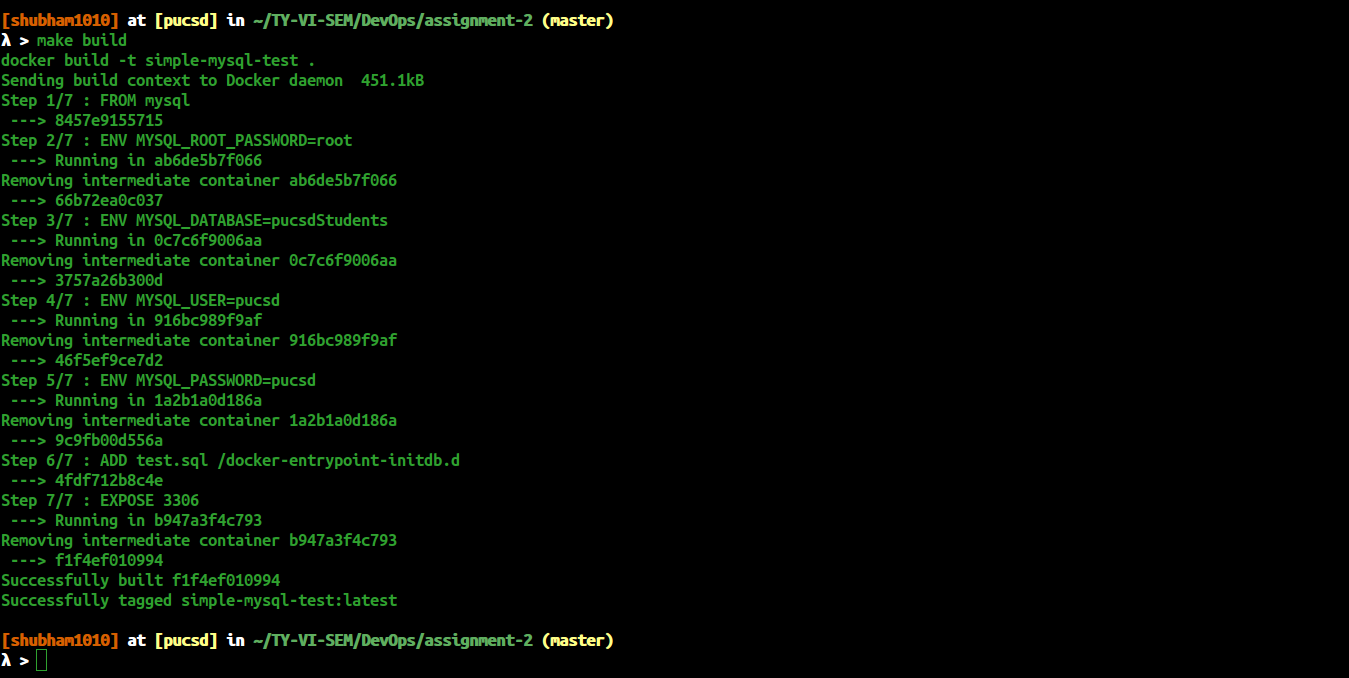 [shubham1010] at [pucsd] in ~/TY-VI-SEM/DevOps/assignment-2 (master)
λ > make build
docker build -t simple-mysql-test .
Sending build context to Docker daemon  451.1kB
Step 1/7 : FROM mysql
 ---> 8457e9155715
Step 2/7 : ENV MYSQL_ROOT_PASSWORD=root
 ---> Running in ab6de5b7f066
Removing intermediate container ab6de5b7f066
 ---> 66b72ea0c037
Step 3/7 : ENV MYSQL_DATABASE=pucsdStudents
 ---> Running in 0c7c6f9006aa
Removing intermediate container 0c7c6f9006aa
 ---> 3757a26b300d
Step 4/7 : ENV MYSQL_USER=pucsd
 ---> Running in 916bc989f9af
Removing intermediate container 916bc989f9af
 ---> 46f5ef9ce7d2
Step 5/7 : ENV MYSQL_PASSWORD=pucsd
 ---> Running in 1a2b1a0d186a
Removing intermediate container 1a2b1a0d186a
 ---> 9c9fb00d556a
Step 6/7 : ADD test.sql /docker-entrypoint-initdb.d
 ---> 4fdf712b8c4e
Step 7/7 : EXPOSE 3306
 ---> Running in b947a3f4c793
Removing intermediate container b947a3f4c793
 ---> f1f4ef010994
Successfully built f1f4ef010994
Successfully tagged simple-mysql-test:latest
[shubham1010] at [pucsd] in ~/TY-VI-SEM/DevOps/assignment-2 (master)
λ >